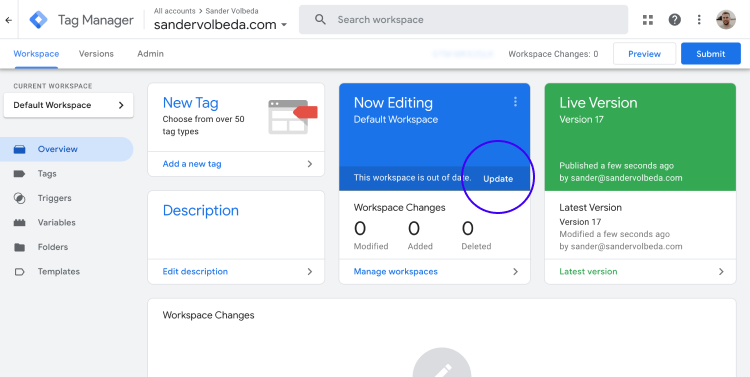 Tag Manager
All accounts > Sander Volbeda
sandervolbeda.com
Search workspace
Workspace
Versions
Admin
Workspace Changes: 0
Preview
Submit
CURRENT WORKSPACE
Default Workspace
Overview
Tags
Triggers
Variables
Folders
Templates
New Tag
Choose from over 50
tag types
Add a new tag
Description
Edit description
Now Editing
Default Workspace
This workspace is out of date.
Update
Workspace Changes
0 0 0
Modified Added Deleted
Manage workspaces
Live Version
Version 17
Published a few seconds ago
by sander@sandervolbeda.com
Latest Version
Version 17
Modified a few seconds ago
by sander@sandervolbeda.com
Latest version
Workspace Changes